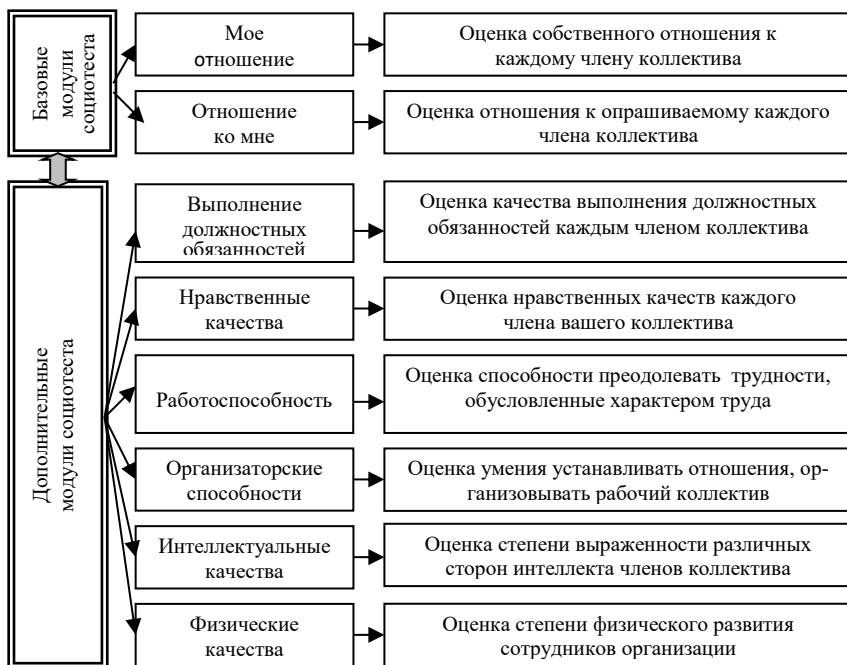 Базовые
модули
социотеста
Мое
отношение
Оценка собственного отношения к
каждому члену коллектива
Отношение
ко мне
Оценка отношения к опрашиваемому каждого
члена коллектива
Дополнительные
модули социотеста
Выполнение
должностных
обязанностей
Оценка качества выполнения должностных
обязанностей каждым членом коллектива
Нравственные
качества
Оценка нравственных качеств каждого
члена вашего коллектива
Работоспособность
Оценка способности преодолевать трудности,
обусловленные характером труда
Организаторские
способности
Оценка умения устанавливать отношения, ор-
ганизовывать рабочий коллектив
Интеллектуальные
качества
Оценка степени выраженности различных
сторон интеллекта членов коллектива
Физические
качества
Оценка степени физического развития
сотрудников организации